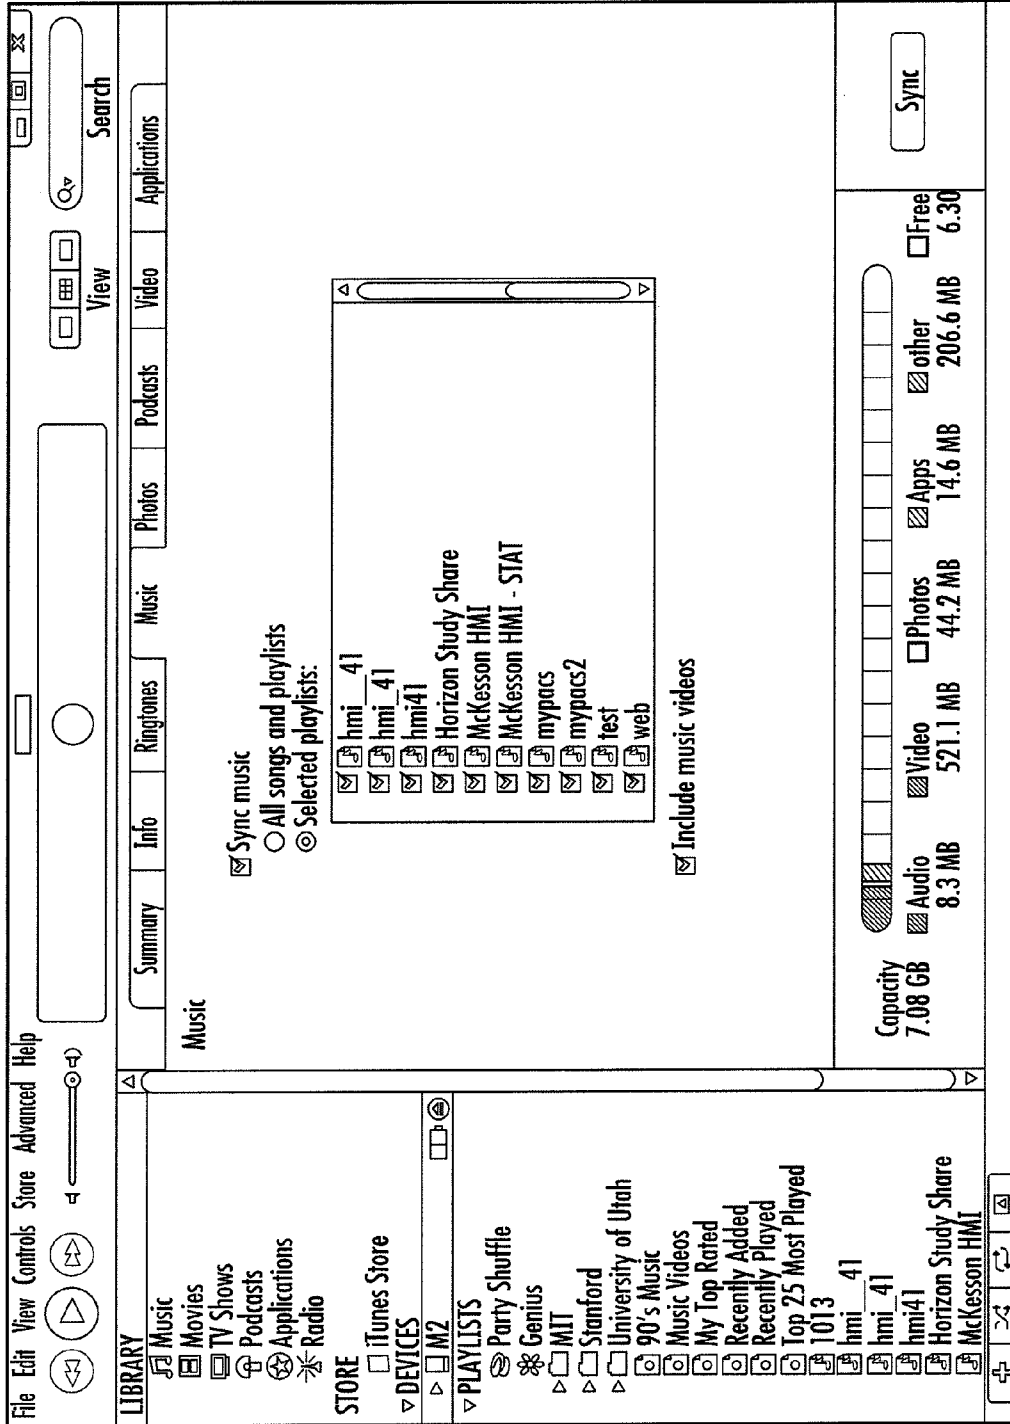 File Edit View Controls Store Advanced Help
View
Search
LIBRARY
Music
Movies
TV Shows
Podcasts
Applications
Radio
STORE
iTunes Store
DEVICES
M2
PLAYLISTS
Party Shuffle
Genius
MIT
Stanford
University of Utah
90's Music
Music Videos
My Top Rated
Recently Added
Recently Played
Top 25 Most Played
1013
hmi__41
hmi_41
hmi41
Horizon Study Share
McKesson HMI
Summary Info Ringtones Music Photos Podcasts Video Applications
Music
Sync music
All songs and playlists
Selected playlists:
hmi__41
hmi_41
hmi41
Horizon Study Share
McKesson HMI
McKesson HMI - STAT
mypacs
mypacs2
test
web
Include music videos
Capacity
7.08 GB
Audio Video Photos Apps other Free
8.3 MB 521.1 MB 44.2 MB 14.6 MB 206.6 MB 6.30
Sync